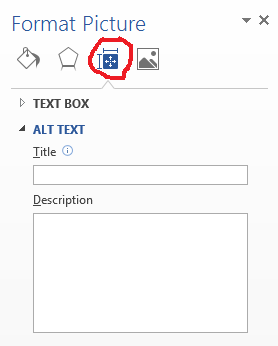 Format Picture
TEXT BOX
ALT TEXT
Title
Description